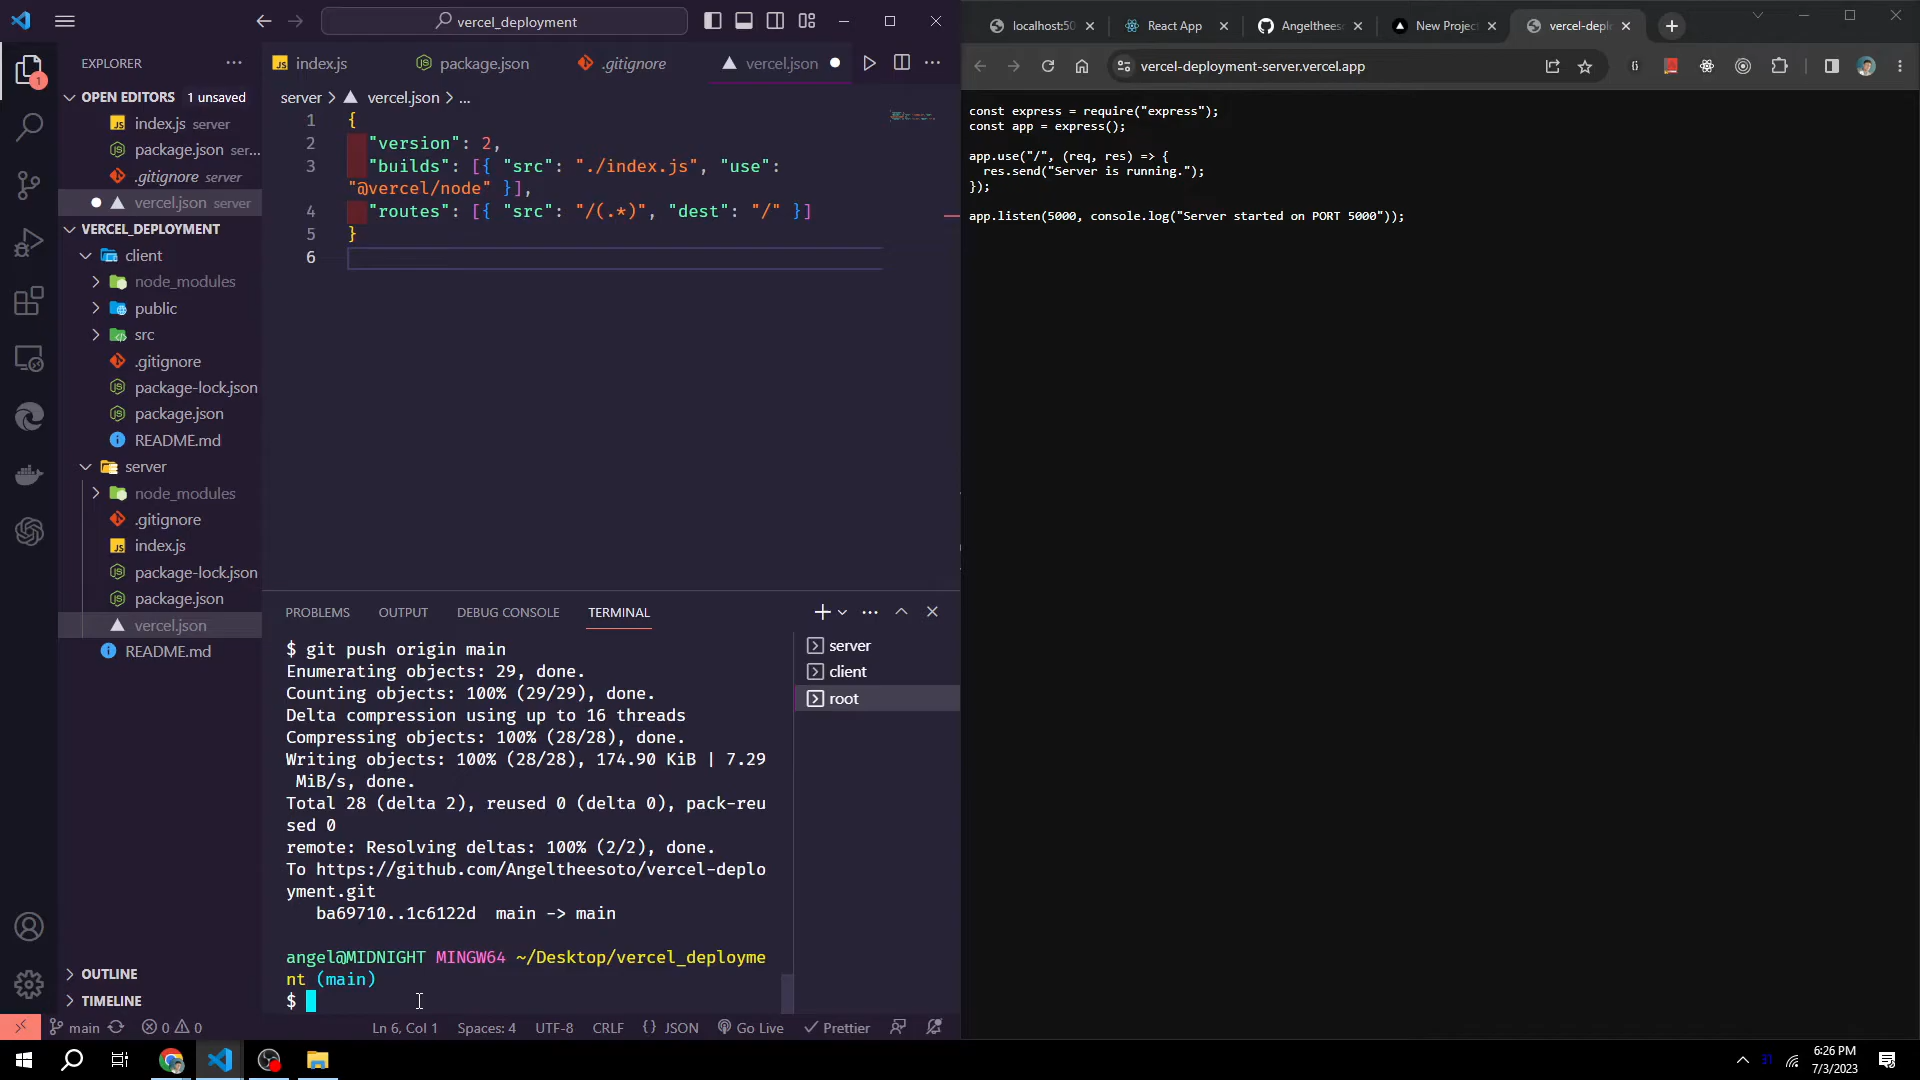 vercel_deployment
EXPLORER
OPEN EDITORS 1 unsaved
index.js server
package.json ser...
.gitignore server
vercel.json server
VERCEL_DEPLOYMENT
client
node_modules
public
src
.gitignore
package-lock.json
package.json
README.md
server
node_modules
.gitignore
index.js
package-lock.json
package.json
vercel.json
README.md
OUTLINE
TIMELINE
index.js package.json .gitignore vercel.json
server > vercel.json > ...
1 {
2 "version": 2,
3 "builds": [{ "src": "./index.js", "use":
"@vercel/node" }],
4 "routes": [{ "src": "/(.*)", "dest": "/" }]
5 }
6
PROBLEMS OUTPUT DEBUG CONSOLE TERMINAL
$ git push origin main
Enumerating objects: 29, done.
Counting objects: 100% (29/29), done.
Delta compression using up to 16 threads
Compressing objects: 100% (28/28), done.
Writing objects: 100% (28/28), 174.90 KiB | 7.29
MiB/s, done.
Total 28 (delta 2), reused 0 (delta 0), pack-reu
sed 0
remote: Resolving deltas: 100% (2/2), done.
To https://github.com/Angeltheesoto/vercel-deplo
yment.git
ba69710..1c6122d main -> main
angel@MIDNIGHT MINGW64 ~/Desktop/vercel_deployme
nt (main)
$
server
client
root
main 0 0 Ln 6, Col 1 Spaces: 4 UTF-8 CRLF {} JSON Go Live Prettier
localhost:50 React App Angelthees New Project vercel-depl
vercel-deployment-server.vercel.app
const express = require("express");
const app = express();
app.use("/", (req, res) => {
res.send("Server is running.");
});
app.listen(5000, console.log("Server started on PORT 5000"));
6:26 PM
7/3/2023